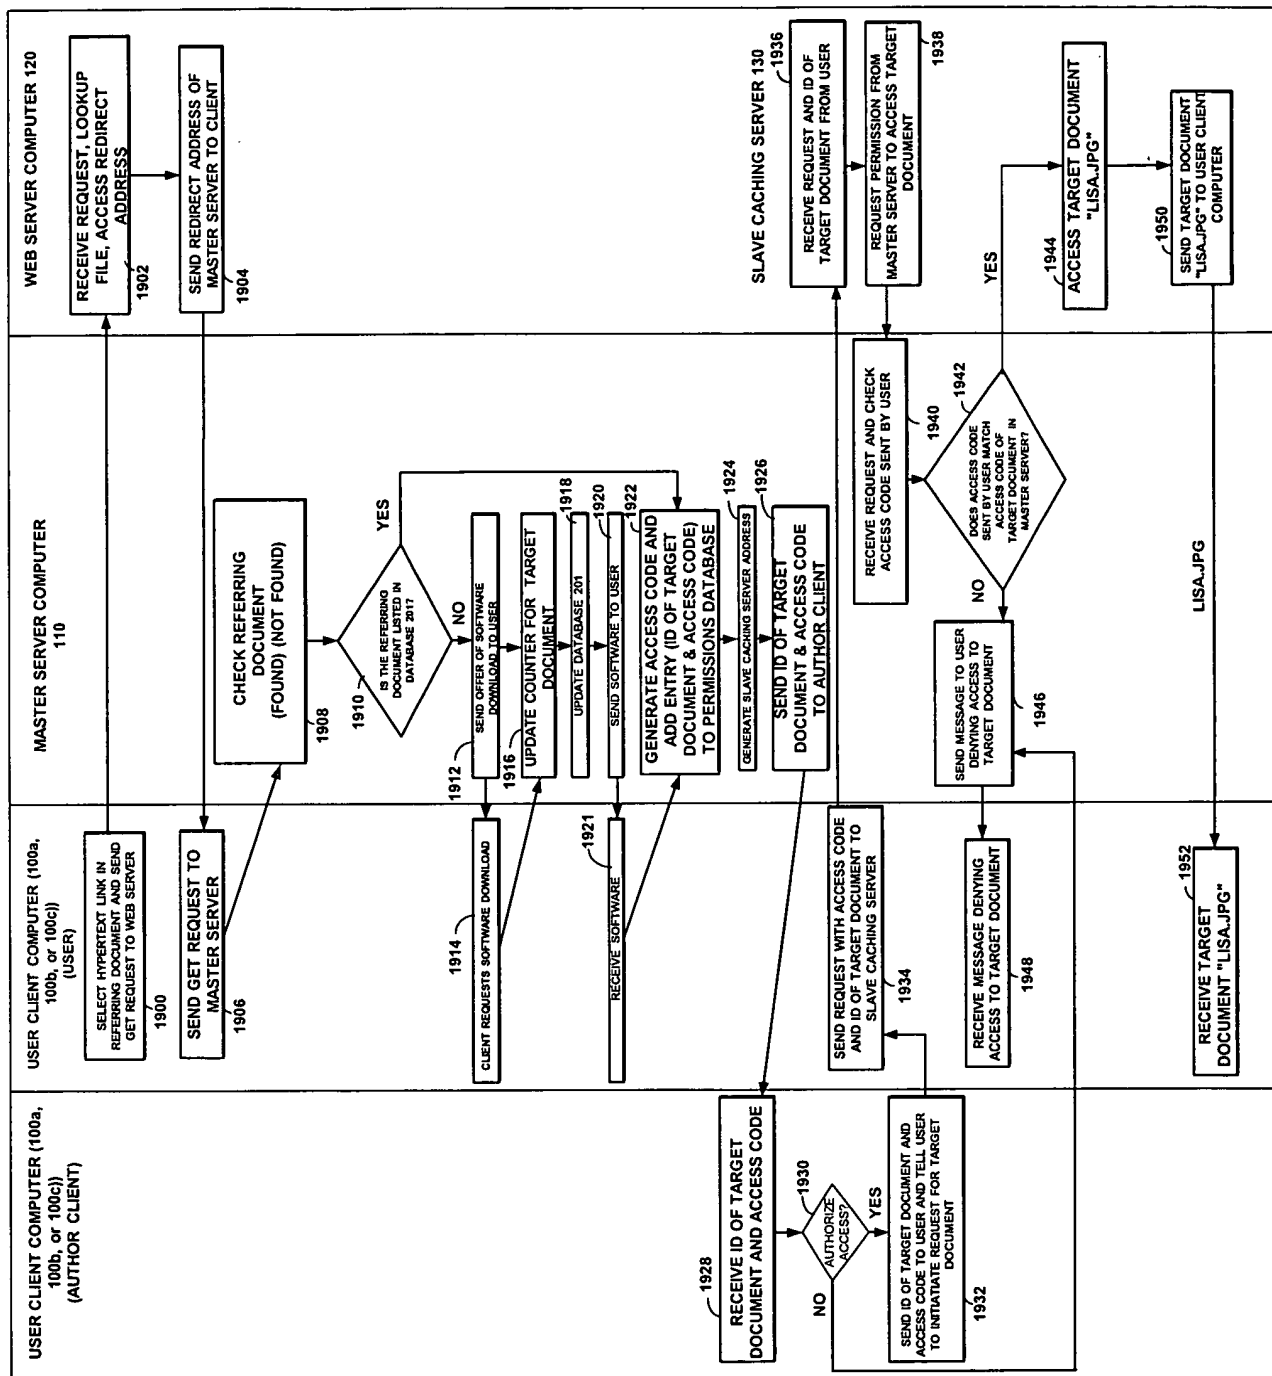 WEB SERVER COMPUTER 120
RECEIVE REQUEST, LOOKUP
FILE, ACCESS REDIRECT
ADDRESS
1902
SEND REDIRECT ADDRESS OF
MASTER SERVER TO CLIENT
1904
SLAVE CACHING SERVER 130
1936
RECEIVE REQUEST AND ID OF
TARGET DOCUMENT FROM USER
1938
REQUEST PERMISSION FROM
MASTER SERVER TO ACCESS TARGET
DOCUMENT
YES
1944
ACCESS TARGET DOCUMENT
"LISA.JPG"
1950
SEND TARGET DOCUMENT
"LISA.JPG" TO USER CLIENT
COMPUTER
MASTER SERVER COMPUTER
110
CHECK REFERRING
DOCUMENT
(FOUND) (NOT FOUND)
1908
1910
IS THE REFERRING
DOCUMENT LISTED IN
DATABASE 201?
YES
NO
1912
SEND OFFER OF SOFTWARE
DOWNLOAD TO USER
1916
UPDATE COUNTER FOR TARGET
DOCUMENT
1918
UPDATE DATABASE 201
1920
SEND SOFTWARE TO USER
1922
GENERATE ACCESS CODE AND
ADD ENTRY (ID OF TARGET
DOCUMENT & ACCESS CODE)
TO PERMISSIONS DATABASE
1924
GENERATE SLAVE CACHING SERVER ADDRESS
1926
SEND ID OF TARGET
DOCUMENT & ACCESS CODE
TO AUTHOR CLIENT
RECEIVE REQUEST AND CHECK
ACCESS CODE SENT BY USER
1940
1942
DOES ACCESS CODE
SENT BY USER MATCH
ACCESS CODE OF
TARGET DOCUMENT IN
MASTER SERVER?
NO
SEND MESSAGE TO USER
DENYING ACCESS TO
TARGET DOCUMENT
1946
LISA.JPG
USER CLIENT COMPUTER (100a,
100b, or 100c))
(USER)
SELECT HYPERTEXT LINK IN
REFERRING DOCUMENT AND SEND
GET REQUEST TO WEB SERVER
1900
SEND GET REQUEST TO
MASTER SERVER
1906
1914
CLIENT REQUESTS SOFTWARE DOWNLOAD
1921
RECEIVE SOFTWARE
SEND REQUEST WITH ACCESS CODE
AND ID OF TARGET DOCUMENT TO
SLAVE CACHING SERVER
1934
RECEIVE MESSAGE DENYING
ACCESS TO TARGET DOCUMENT
1948
1952
RECEIVE TARGET
DOCUMENT "LISA.JPG"
USER CLIENT COMPUTER (100a,
100b, or 100c))
(AUTHOR CLIENT)
1928
RECEIVE ID OF TARGET
DOCUMENT AND ACCESS CODE
1930
AUTHORIZE
ACCESS?
YES
NO
SEND ID OF TARGET DOCUMENT AND
ACCESS CODE TO USER AND TELL USER
TO INITIATIATE REQUEST FOR TARGET
DOCUMENT
1932